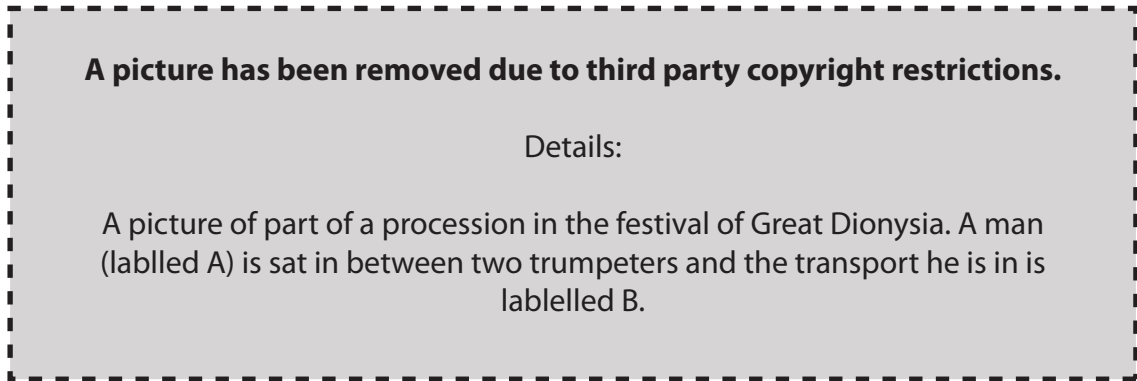 A picture has been removed due to third party copyright restrictions.
Details:
A picture of part of a procession in the festival of Great Dionysia. A man
(lablled A) is sat in between two trumpeters and the transport he is in is
lablelled B.